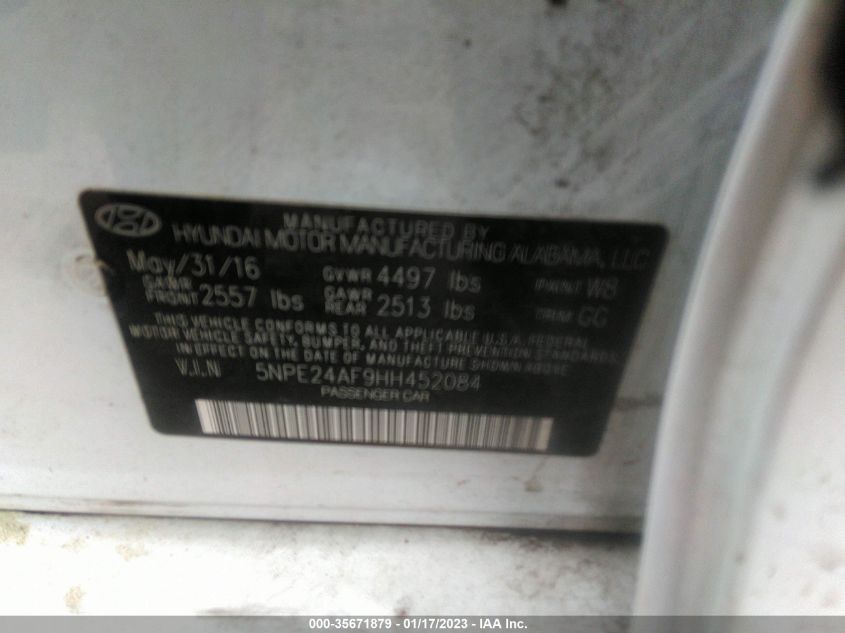 MANUFACTURED BY
HYUNDAI MOTOR MANUFACTURING ALABAMA, LLC
May/31/16 GVWR 4497 lbs PAINT W8
GAWR FRONT 2557 lbs GAWR REAR 2513 lbs TRIM GG
THIS VEHICLE CONFORMS TO ALL APPLICABLE U.S.A. FEDERAL
MOTOR VEHICLE SAFETY, BUMPER, AND THEFT PREVENTION STANDARDS
IN EFFECT ON THE DATE OF MANUFACTURE SHOWN ABOVE.
V.I.N 5NPE24AF9HH452084
PASSENGER CAR
000-35671879 - 01/17/2023 - IAA Inc.